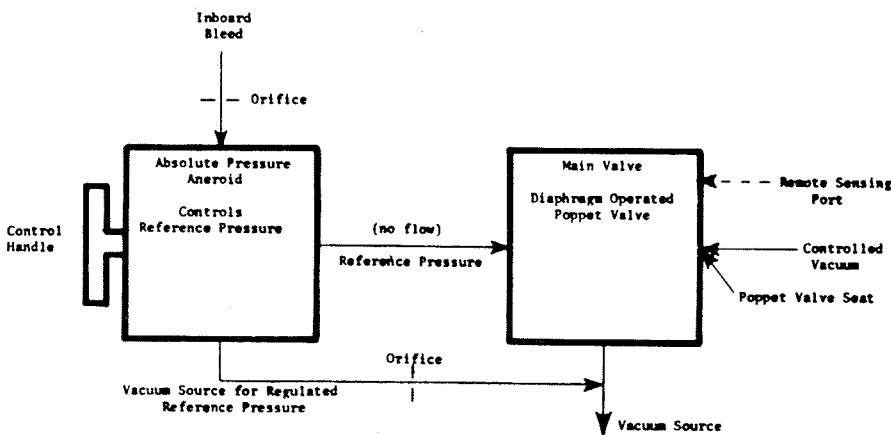 Inboard
Bleed
Orifice
Absolute Pressure
Aneroid
Controls
Reference Pressure
Control
Handle
(no flow)
Reference Pressure
Main Valve
Diaphragm Operated
Poppet Valve
Remote Sensing
Port
Controlled
Vacuum
Poppet Valve Seat
Orifice
Vacuum Source for Regulated
Reference Pressure
Vacuum Source